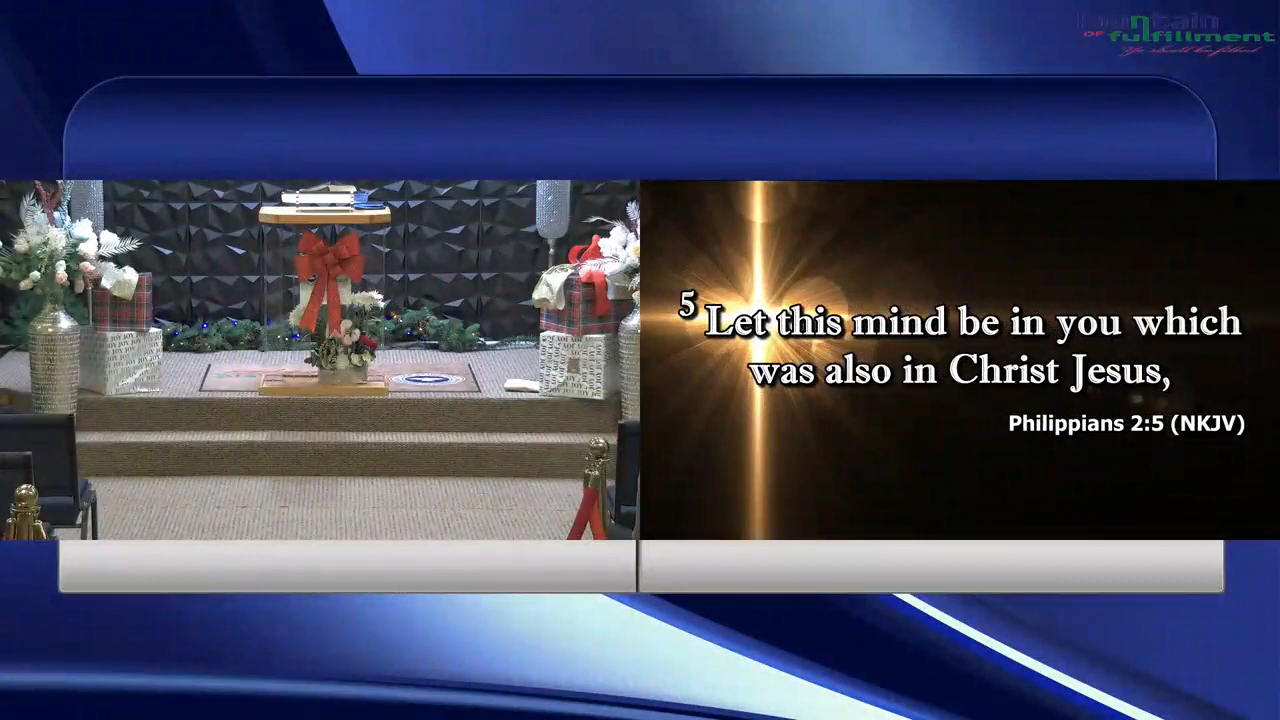 OF fulfillment
5 Let this mind be in you which
was also in Christ Jesus,
Philippians 2:5 (NKJV)
JOY